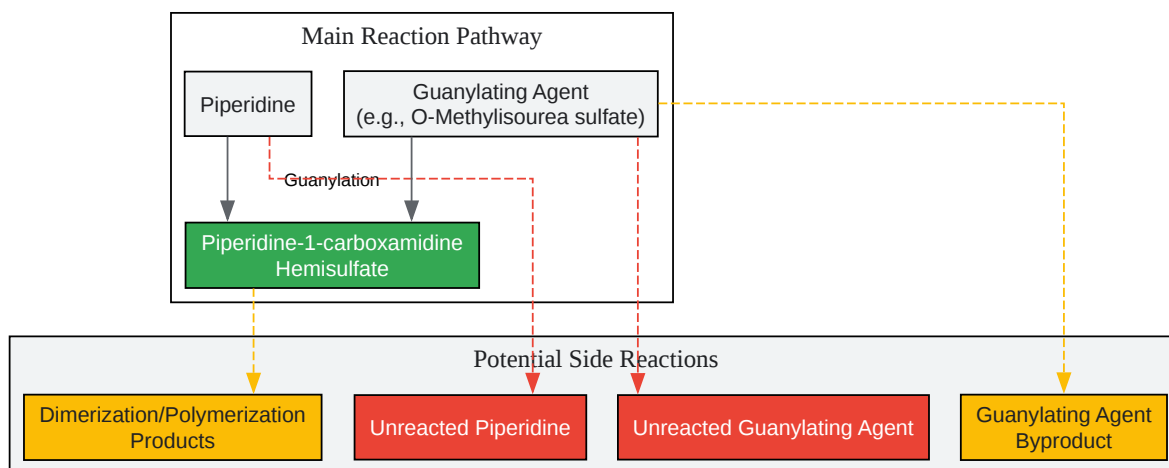 Main Reaction Pathway
Piperidine
Guanylating Agent
(e.g., O-Methylisourea sulfate)
Guanylation
Piperidine-1-carboxamidine
Hemisulfate
Potential Side Reactions
Dimerization/Polymerization
Products
Unreacted Piperidine
Unreacted Guanylating Agent
Guanylating Agent
Byproduct